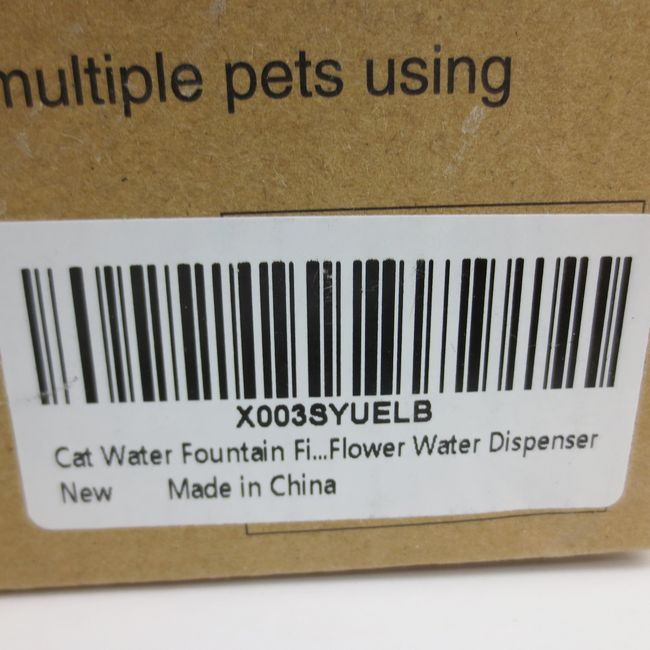 multiple pets using
X003SYUELB
Cat Water Fountain Fi...Flower Water Dispenser
New Made in China